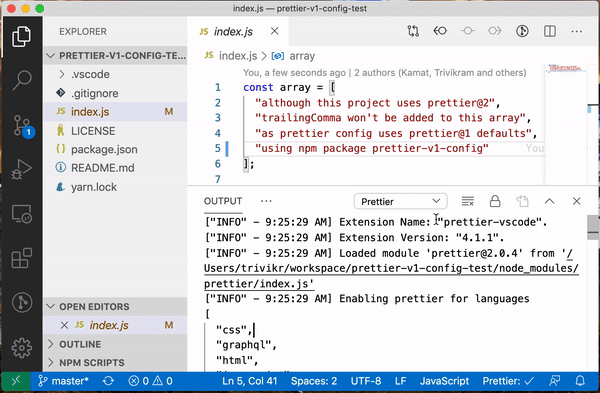 index.js — prettier-v1-config-test
EXPLORER
PRETTIER-V1-CONFIG-TE...
.vscode
.gitignore
JS index.js M
LICENSE
package.json
README.md
yarn.lock
OPEN EDITORS
JS index.js M
OUTLINE
NPM SCRIPTS
1
JS index.js
JS index.js > array
You, a few seconds ago | 2 authors (Kamat, Trivikram and others)
1 const array = [
2 "although this project uses prettier@2",
3 "trailingComma won't be added to this array",
4 "as prettier config uses prettier@1 defaults",
5 "using npm package prettier-v1-config" You
6 ];
OUTPUT ... Prettier
["INFO" - 9:25:29 AM] Extension Name: "prettier-vscode".
["INFO" - 9:25:29 AM] Extension Version: "4.1.1".
["INFO" - 9:25:29 AM] Loaded module 'prettier@2.0.4' from '/
Users/trivikr/workspace/prettier-v1-config-test/node_modules/
prettier/index.js'
["INFO" - 9:25:29 AM] Enabling prettier for languages
[
"css",
"graphql",
"html",
master* 0 0 Ln 5, Col 41 Spaces: 2 UTF-8 LF JavaScript Prettier: ✓